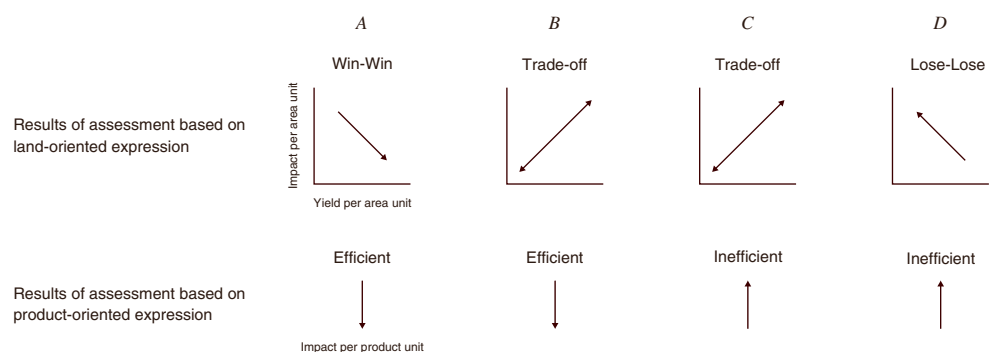 A B C D
Win-Win Trade-off Trade-off Lose-Lose
Results of assessment based on
land-oriented expression
Impact per area unit
Yield per area unit
Efficient Efficient Inefficient Inefficient
Results of assessment based on
product-oriented expression
Impact per product unit